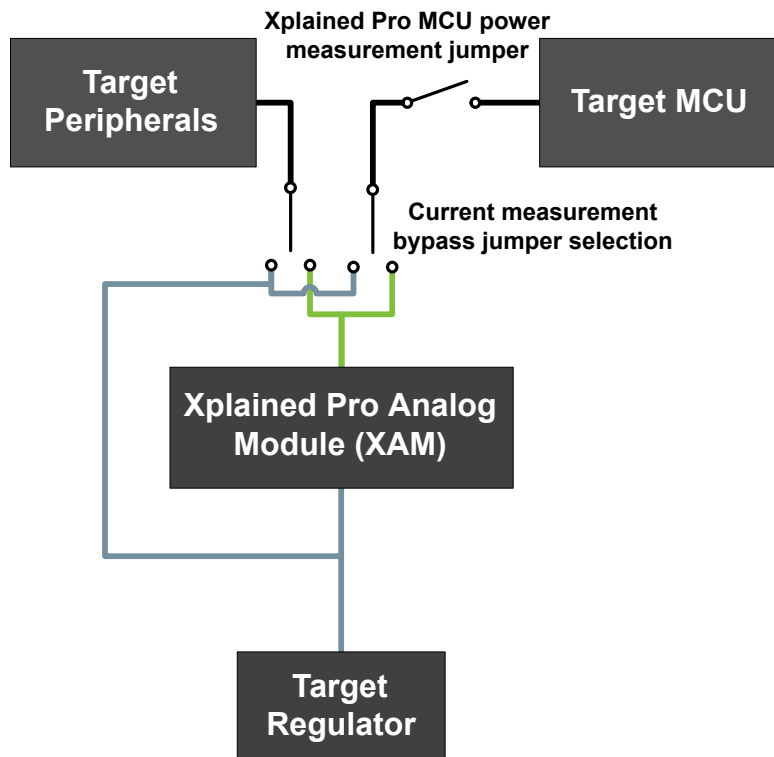 Xplained Pro MCU power
measurement jumper
Target
Peripherals
Target MCU
Current measurement
bypass jumper selection
Xplained Pro Analog
Module (XAM)
Target
Regulator